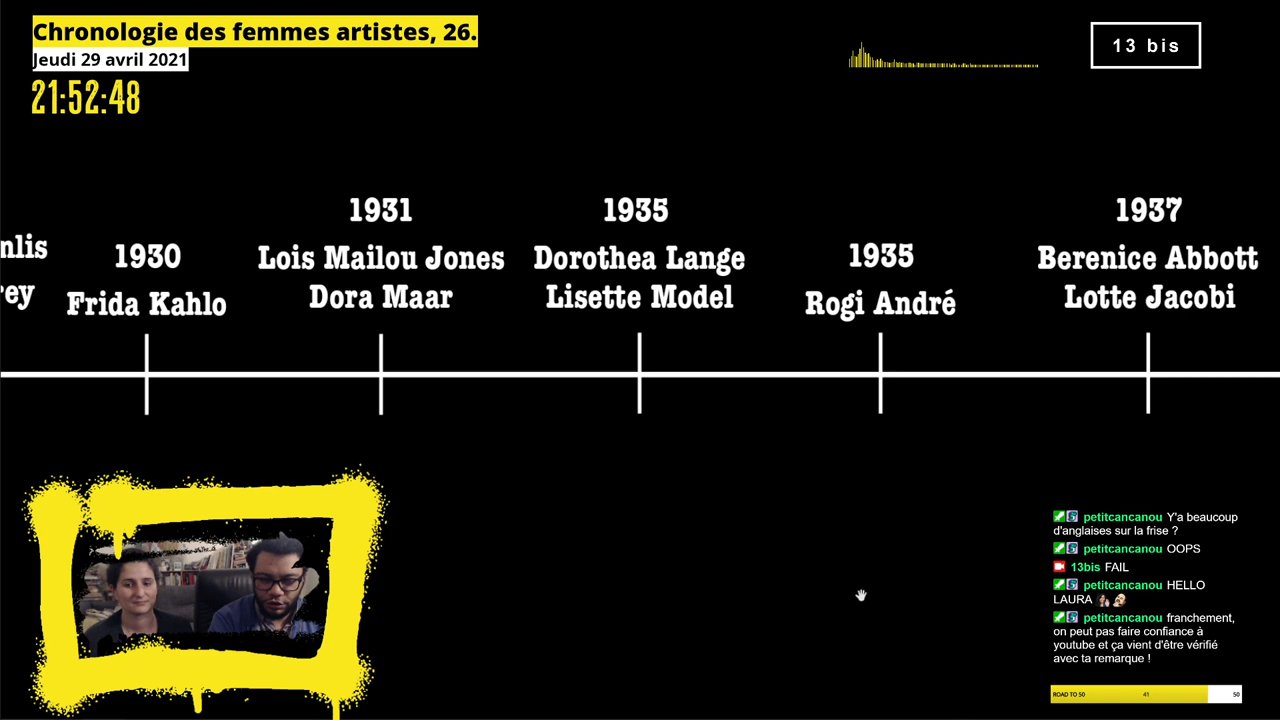 Chronologie des femmes artistes, 26.
Jeudi 29 avril 2021
21:52:48
13 bis
nlis
rey
1930
Frida Kahlo
1931
Lois Mailou Jones
Dora Maar
1935
Dorothea Lange
Lisette Model
1935
Rogi André
1937
Berenice Abbott
Lotte Jacobi
petitcancanou Y'a beaucoup
d'anglaises sur la frise ?
petitcancanou OOPS
13bis FAIL
petitcancanou HELLO
LAURA
petitcancanou franchement,
on peut pas faire confiance à
youtube et ça vient d'être vérifié
avec ta remarque !
ROAD TO 50 41 50